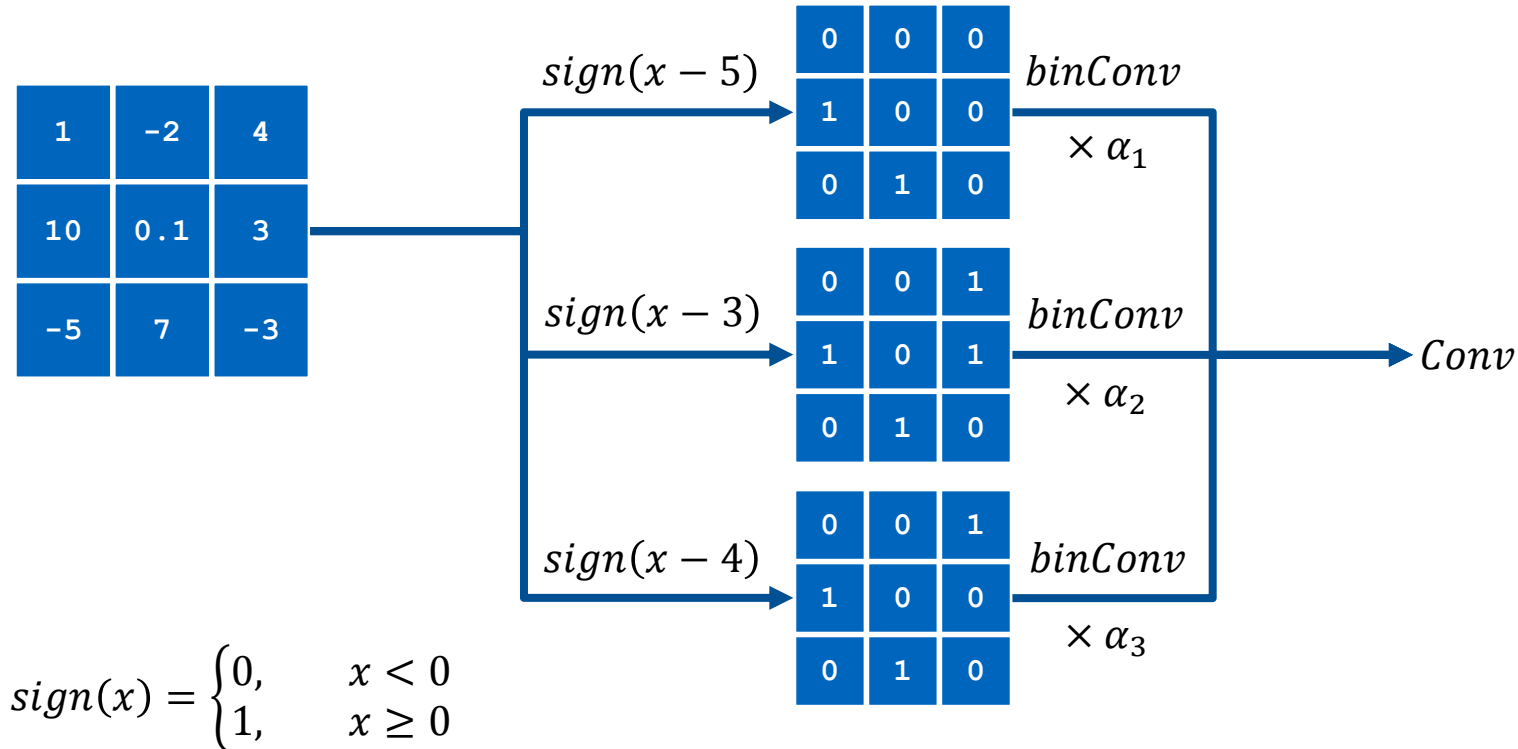 1 -2 4
10 0.1 3
-5 7 -3
sign(x − 5)
0 0 0
1 0 0
0 1 0
binConv
× α₁
sign(x − 3)
0 0 1
1 0 1
0 1 0
binConv
× α₂
sign(x − 4)
0 0 1
1 0 0
0 1 0
binConv
× α₃
Conv
sign(x) = {0, x < 0
1, x ≥ 0